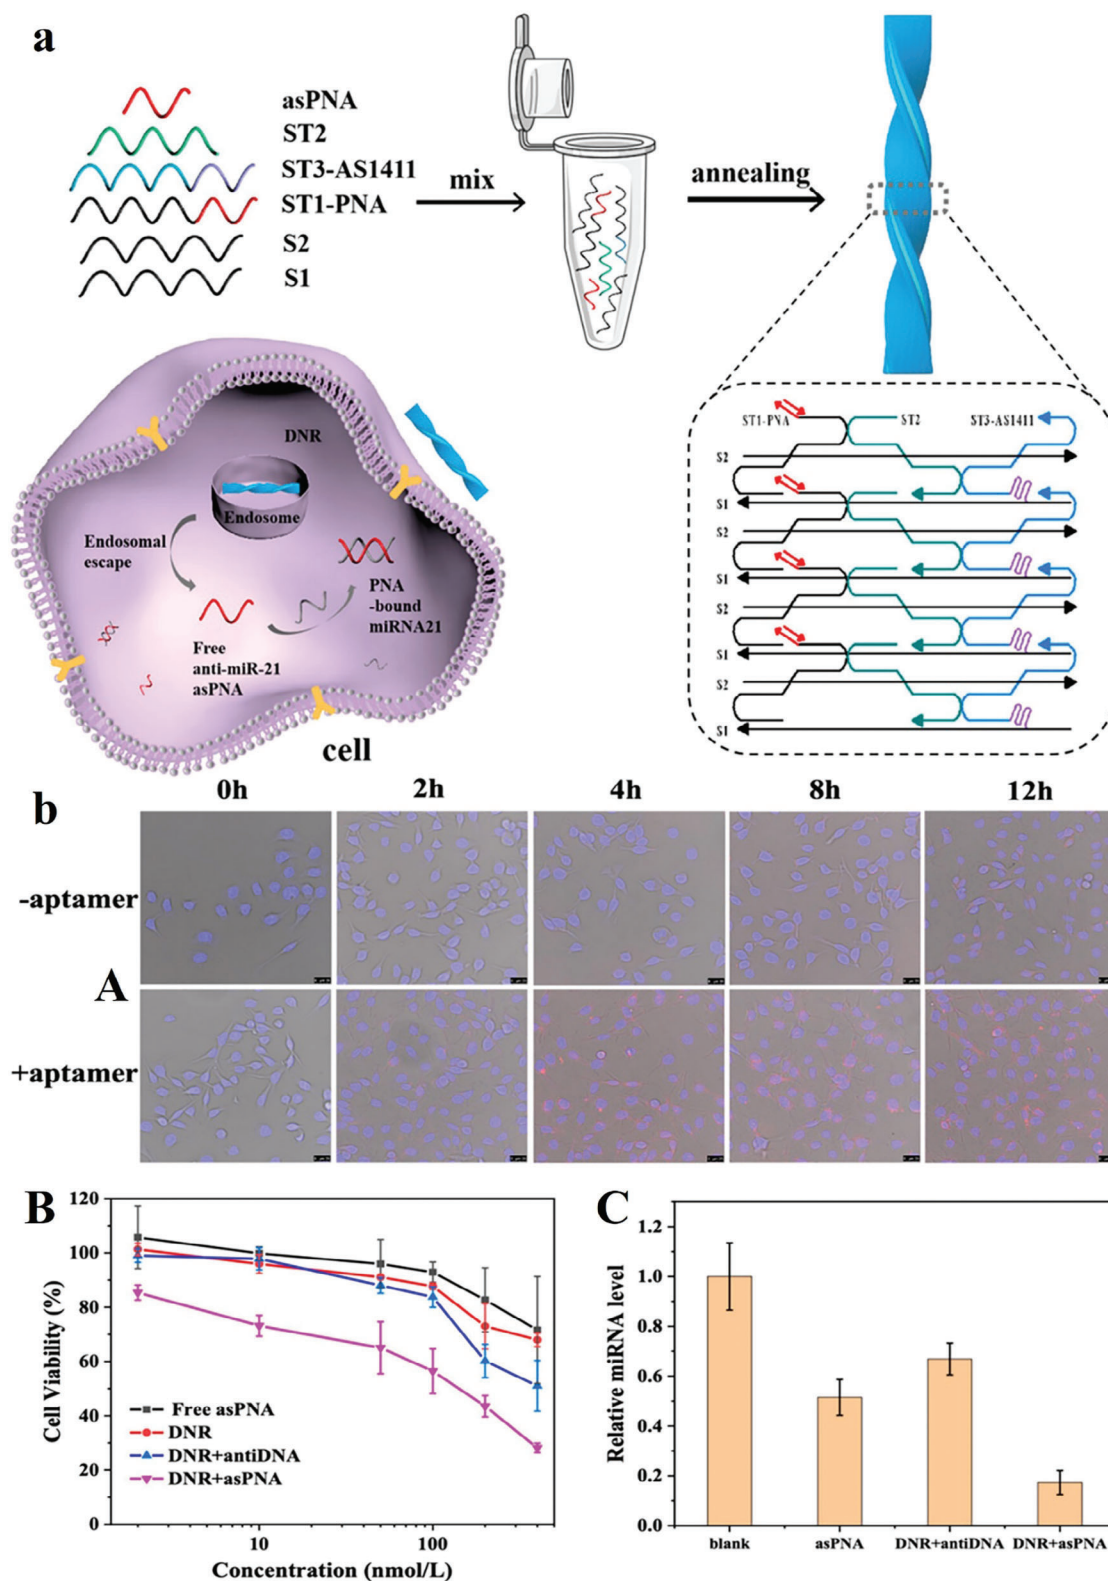 a
asPNA
ST2
ST3-AS1411
ST1-PNA
S2
S1
mix
annealing
DNR
Endosome
Endosomal
escape
PNA
-bound
miRNA21
Free
anti-miR-21
asPNA
cell
ST1-PNA
ST2
ST3-AS1411
S2
S1
S2
S1
S2
S1
S2
S1
b
0h
2h
4h
8h
12h
-aptamer
A
+aptamer
B
120
100
80
60
40
20
0
Cell Viability (%)
Free asPNA
DNR
DNR+antiDNA
DNR+asPNA
10
100
Concentration (nmol/L)
C
1.2
1.0
0.8
0.6
0.4
0.2
0.0
Relative miRNA level
blank
asPNA
DNR+antiDNA
DNR+asPNA